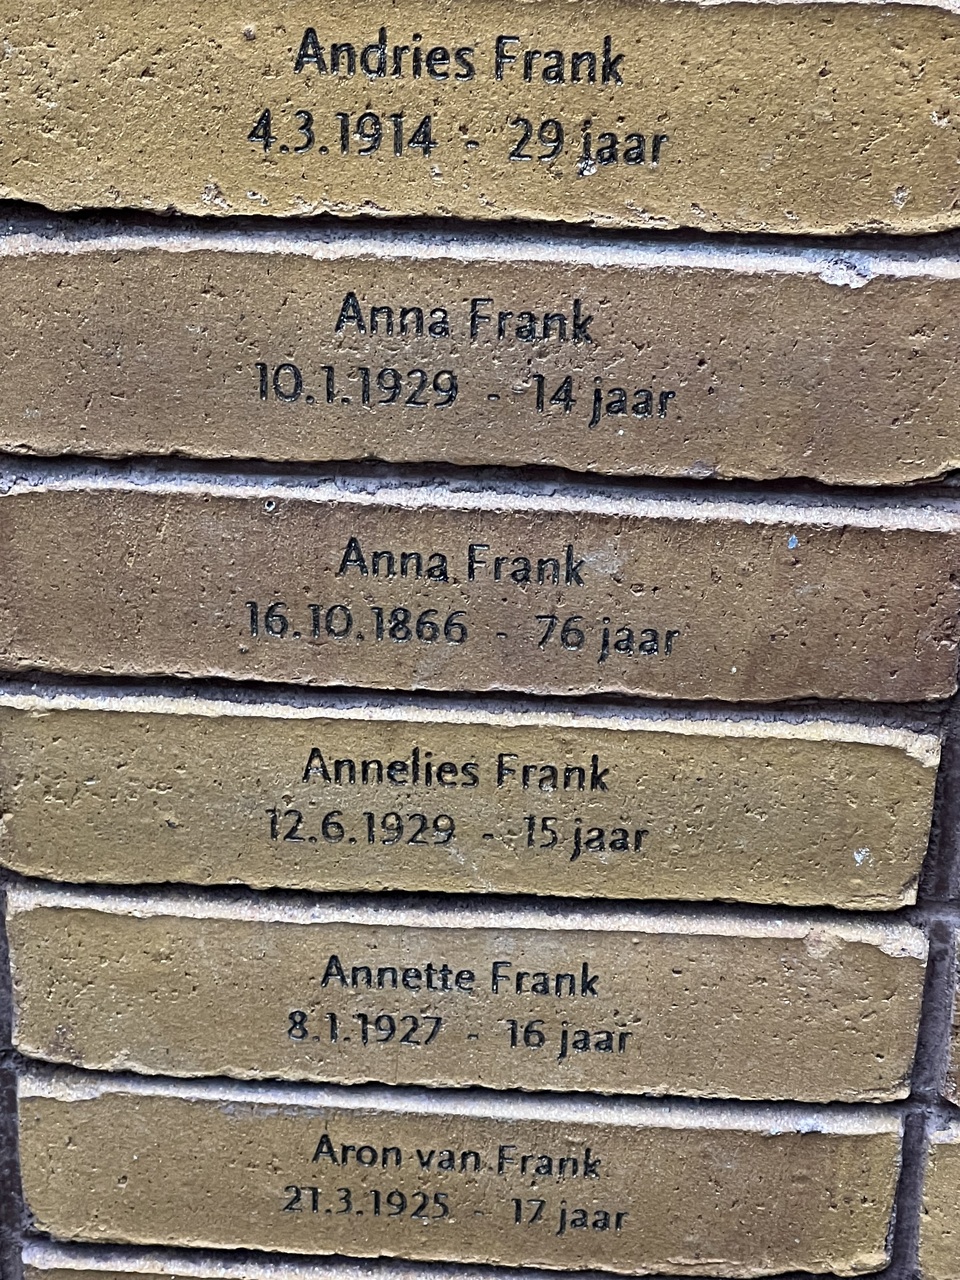 Andries Frank
4.3.1914 - 29 jaar
Anna Frank
10.1.1929 - 14 jaar
Anna Frank
16.10.1866 - 76 jaar
Annelies Frank
12.6.1929 - 15 jaar
Annette Frank
8.1.1927 - 16 jaar
Aron van Frank
21.3.1925 - 17 jaar